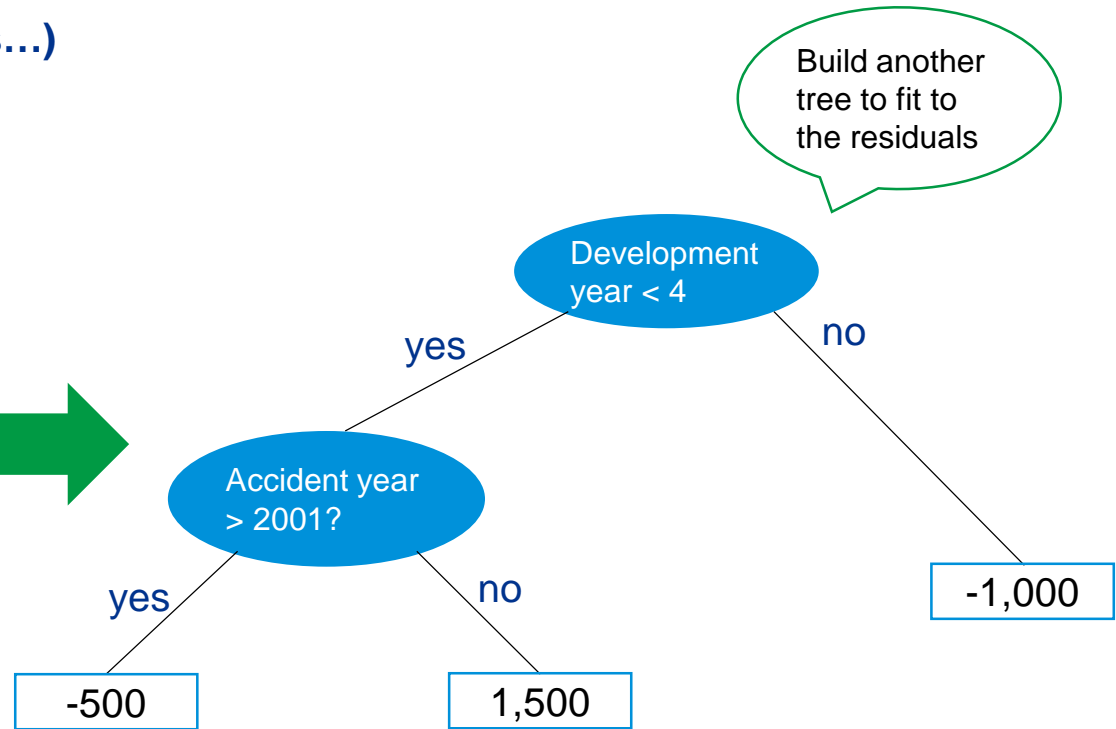 ...)
Build another
tree to fit to
the residuals
Development
year < 4
yes
no
Accident year
> 2001?
yes
no
-1,000
-500
1,500